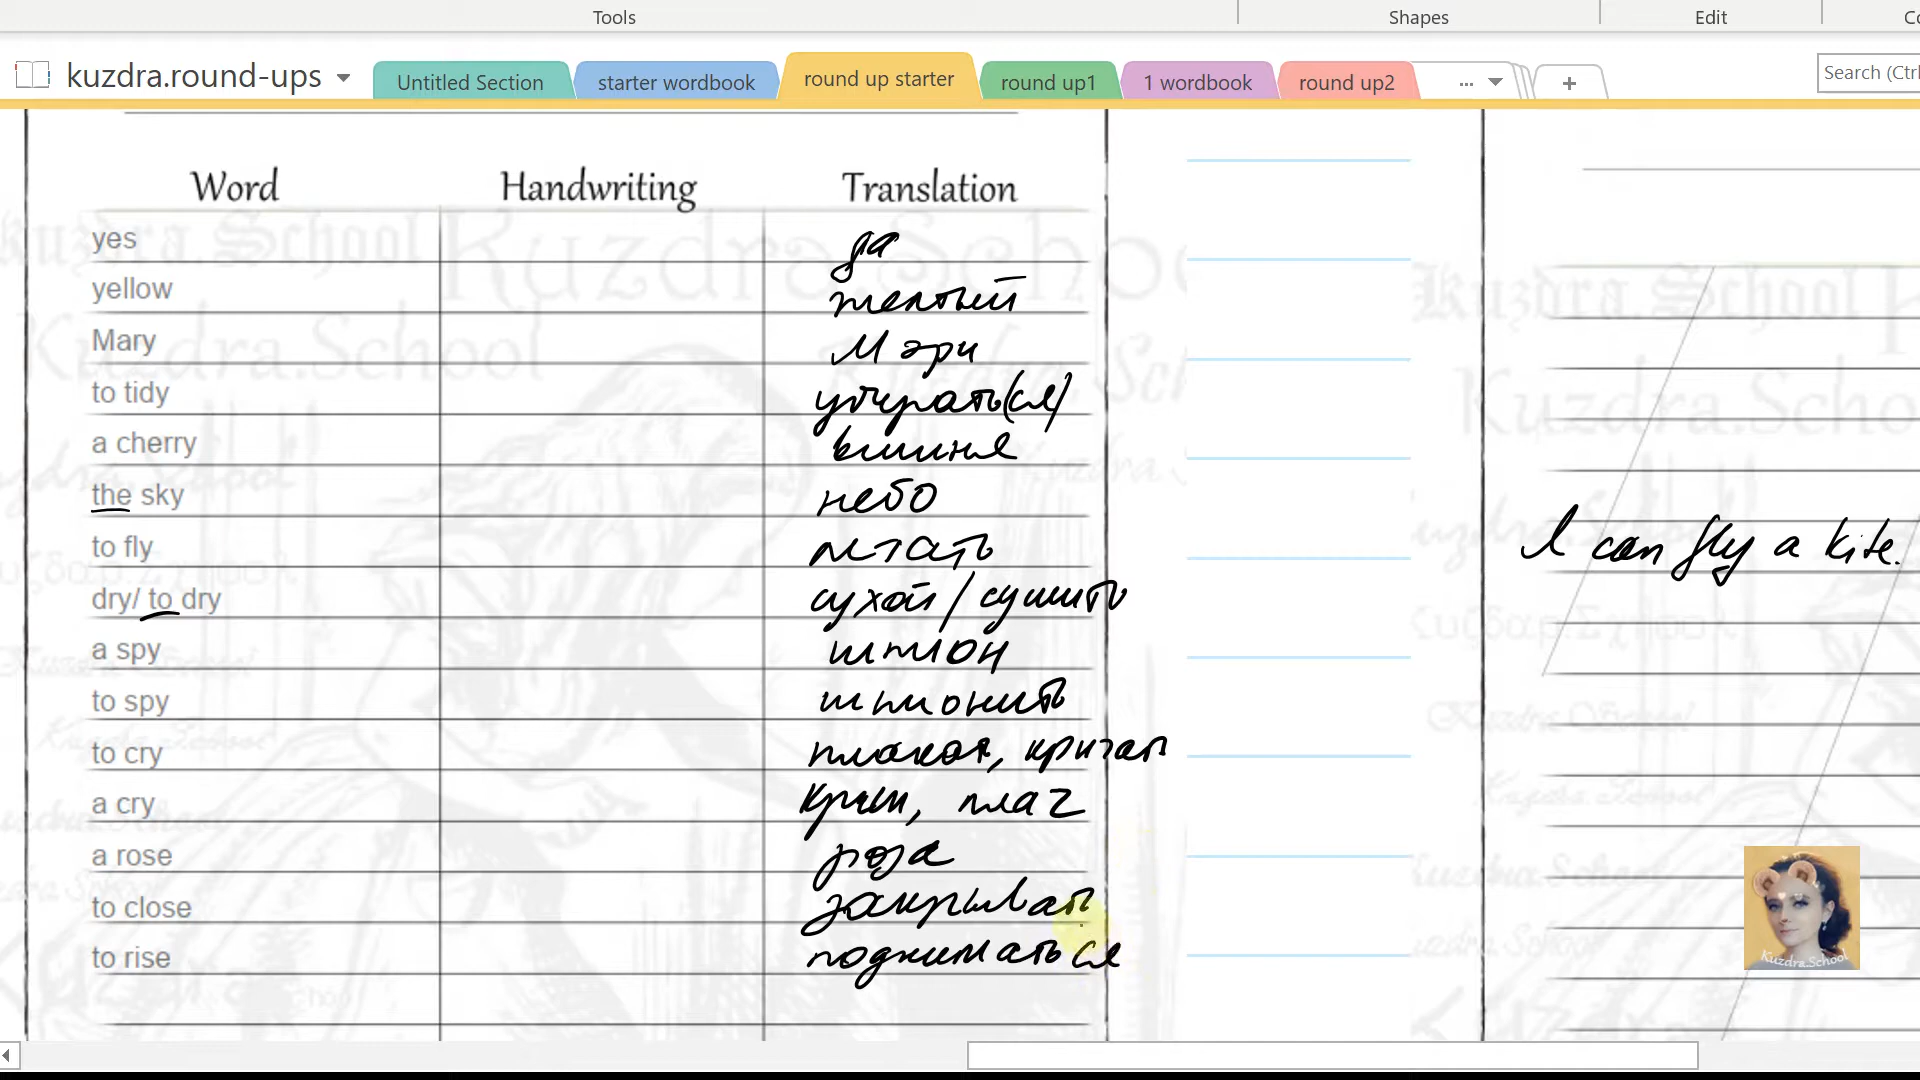 Tools Shapes Edit
kuzdra.round-ups Untitled Section starter wordbook round up starter round up1 1 wordbook round up2 ... + Search (Ctrl
Word Handwriting Translation
yes да
yellow желтый
Mary Мэри
to tidy убирать(ся)
a cherry вишня
the sky небо
to fly летать I can fly a kite.
dry/ to dry сухой/сушить
a spy шпион
to spy шпионить
to cry плакать, кричать
a cry крик, плач
a rose роза
to close закрывать
to rise подниматься
Kuzdra.School